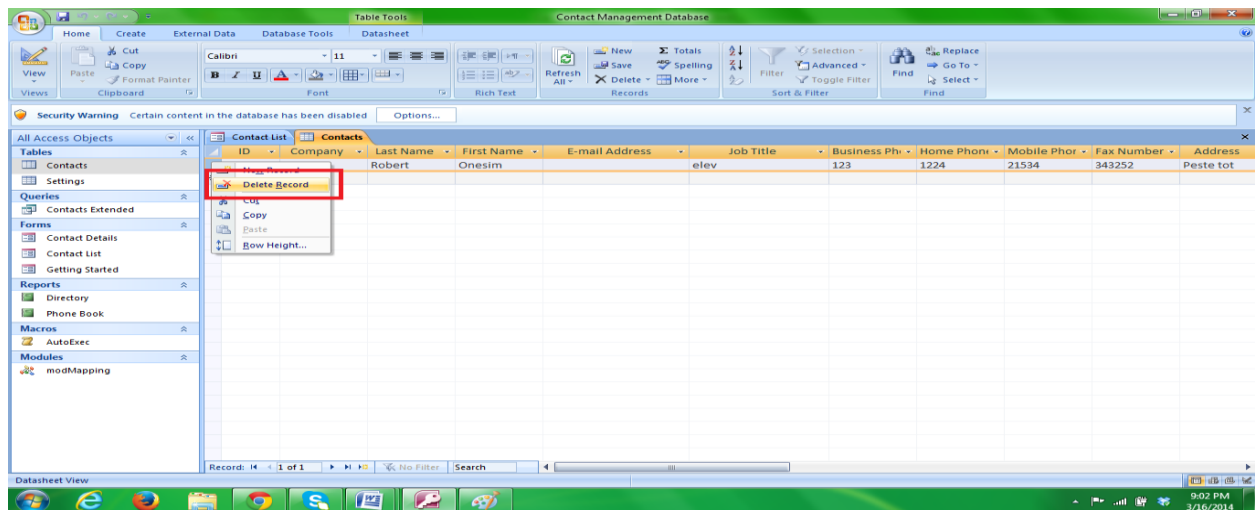 Table Tools Contact Management Database
Home Create External Data Database Tools Datasheet
View
Views
Paste
Cut
Copy
Format Painter
Clipboard
Calibri 11
B I U A
Font
Rich Text
Refresh
All
New
Save
Delete
Σ Totals
Spelling
More
Records
Filter
Selection
Advanced
Toggle Filter
Sort & Filter
Find
Replace
Go To
Select
Find
Security Warning Certain content in the database has been disabled Options...
All Access Objects
Tables
Contacts
Settings
Queries
Contacts Extended
Forms
Contact Details
Contact List
Getting Started
Reports
Directory
Phone Book
Macros
AutoExec
Modules
modMapping
Contact List Contacts
ID Company Last Name First Name E-mail Address Job Title Business Ph Home Phon Mobile Phor Fax Number Address
Robert Onesim elev 123 1224 21534 343252 Peste tot
New Record
Delete Record
Cut
Copy
Paste
Row Height...
Record: 1 of 1 No Filter Search
Datasheet View
9:02 PM
3/16/2014